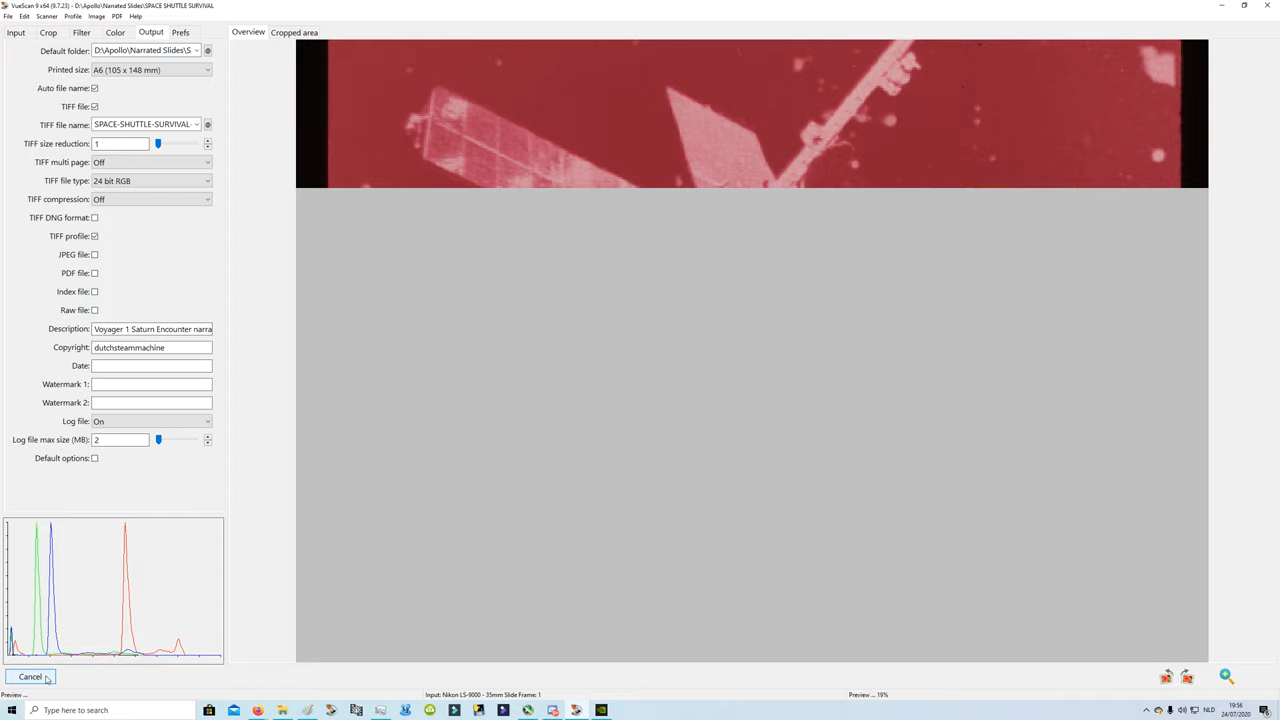 VueScan 9 x64 (9.7.23) - D:\Apollo\Narrated Slides\SPACE SHUTTLE SURVIVAL
File Edit Scanner Profile Image PDF Help
Input Crop Filter Color Output Prefs
Overview Cropped area
Default folder: D:\Apollo\Narrated Slides\S
Printed size: A6 (105 x 148 mm)
Auto file name:
TIFF file:
TIFF file name: SPACE-SHUTTLE-SURVIVAL-
TIFF size reduction: 1
TIFF multi page: Off
TIFF file type: 24 bit RGB
TIFF compression: Off
TIFF DNG format:
TIFF profile:
JPEG file:
PDF file:
Index file:
Raw file:
Description: Voyager 1 Saturn Encounter narra
Copyright: dutchsteammachine
Date:
Watermark 1:
Watermark 2:
Log file: On
Log file max size (MB): 2
Default options:
Cancel
Preview ... Input: Nikon LS-9000 - 35mm Slide Frame: 1 Preview ... 19%
Type here to search
NLD
19:56
24/07/2020